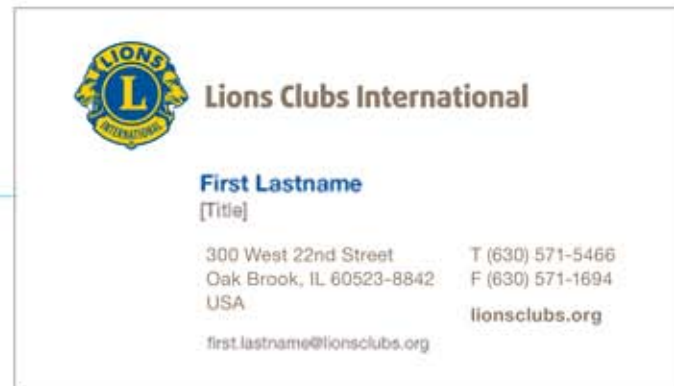 LIONS
L
INTERNATIONAL
Lions Clubs International
First Lastname
[Title]
300 West 22nd Street
Oak Brook, IL 60523-8842
USA
first.lastname@lionsclubs.org
T (630) 571-5466
F (630) 571-1694
lionsclubs.org